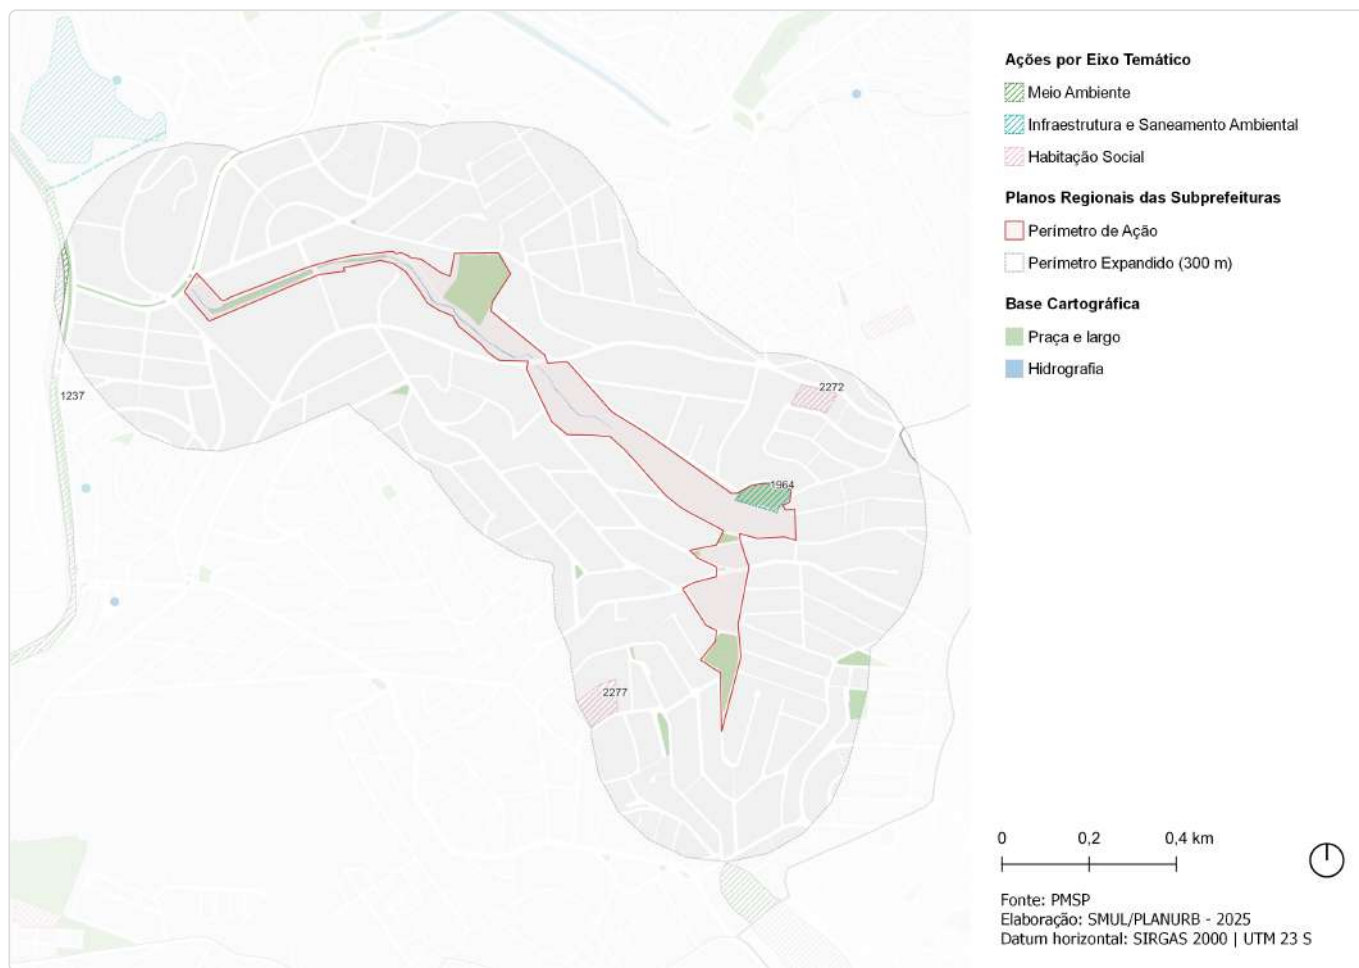 Ações por Eixo Temático
Meio Ambiente
Infraestrutura e Saneamento Ambiental
Habitação Social
Planos Regionais das Subprefeituras
Perímetro de Ação
Perímetro Expandido (300 m)
Base Cartográfica
Praça e largo
Hidrografia
1237
2272
1964
2277
0 0,2 0,4 km
Fonte: PMSP
Elaboração: SMUL/PLANURB - 2025
Datum horizontal: SIRGAS 2000 | UTM 23 S